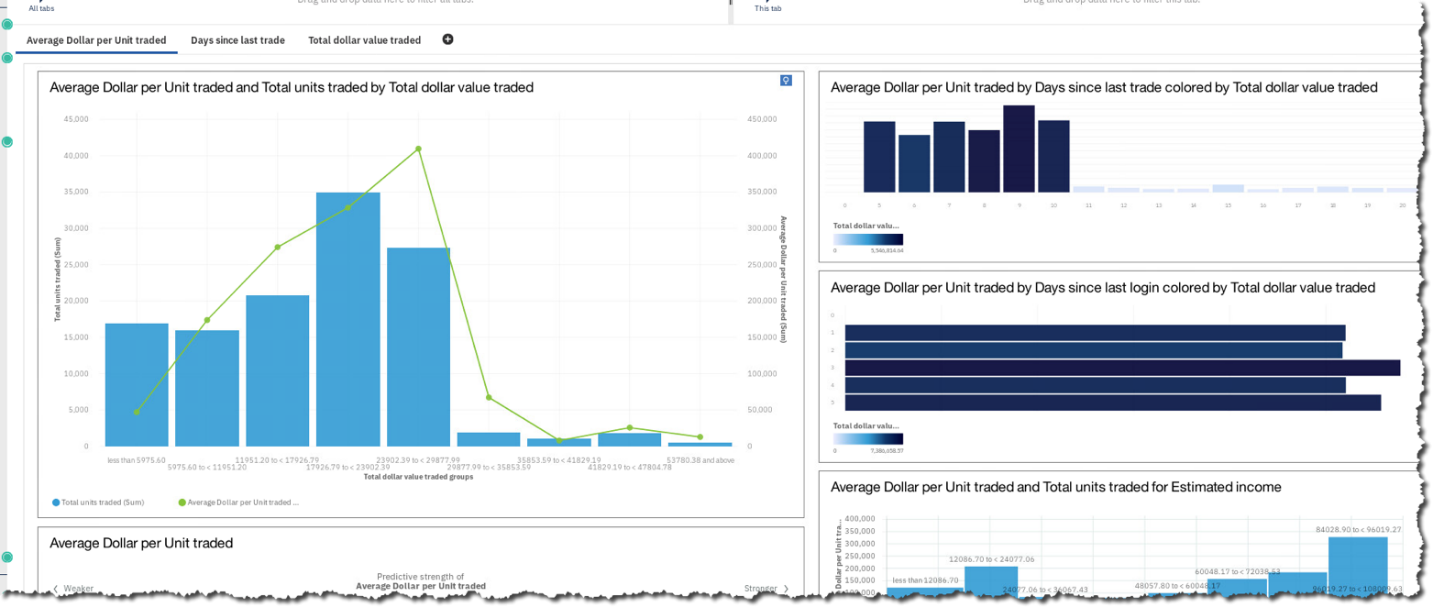 Drag and drop data here to filter all tabs.
All tabs
Drag and drop data here to filter this tab.
This tab
Average Dollar per Unit traded
Days since last trade
Total dollar value traded
Average Dollar per Unit traded and Total units traded by Total dollar value traded
45,000
40,000
35,000
30,000
25,000
20,000
15,000
10,000
5,000
0
Total units traded (Sum)
450,000
400,000
350,000
300,000
250,000
200,000
150,000
100,000
50,000
0
Average Dollar per Unit traded (Sum)
less than 5975.60
5975.60 to < 11951.20
11951.20 to < 17926.79
17926.79 to < 23902.39
23902.39 to < 29877.99
29877.99 to < 35853.59
35853.59 to < 41829.19
41829.19 to < 47804.78
53780.38 and above
Total dollar value traded groups
Total units traded (Sum)
Average Dollar per Unit traded ...
Average Dollar per Unit traded
Predictive strength of
Average Dollar per Unit traded
Weaker
Stronger
Average Dollar per Unit traded by Days since last trade colored by Total dollar value traded
0 5 6 7 8 9 10 11 12 13 14 15 16 17 18 19 20
Total dollar valu...
0
Average Dollar per Unit traded by Days since last login colored by Total dollar value traded
0
1
2
3
4
5
Total dollar valu...
0
Average Dollar per Unit traded and Total units traded for Estimated income
400,000
350,000
300,000
250,000
200,000
150,000
100,000
Dollar per Unit tra...
less than 12086.70
12086.70 to < 24077.06
24077.06 to < 36067.43
48057.80 to < 60048.17
60048.17 to < 72038.53
84028.90 to < 96019.27